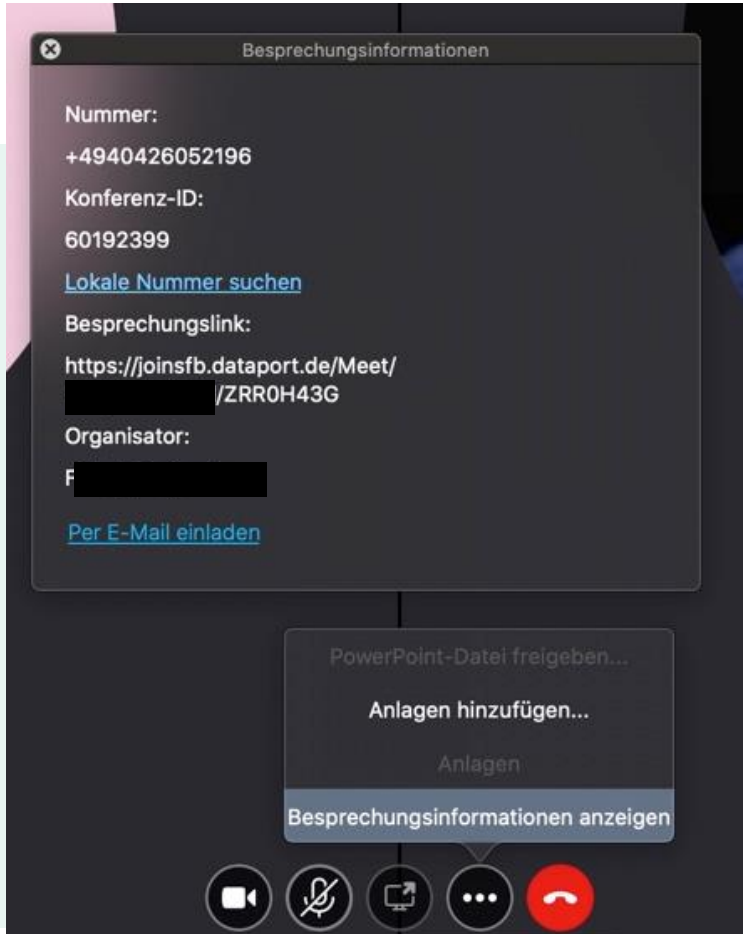 Besprechungsinformationen
Nummer:
+4940426052196
Konferenz-ID:
60192399
Lokale Nummer suchen
Besprechungslink:
https://joinsfb.dataport.de/Meet/
/ZRR0H43G
Organisator:
F
Per E-Mail einladen
PowerPoint-Datei freigeben...
Anlagen hinzufügen...
Anlagen
Besprechungsinformationen anzeigen